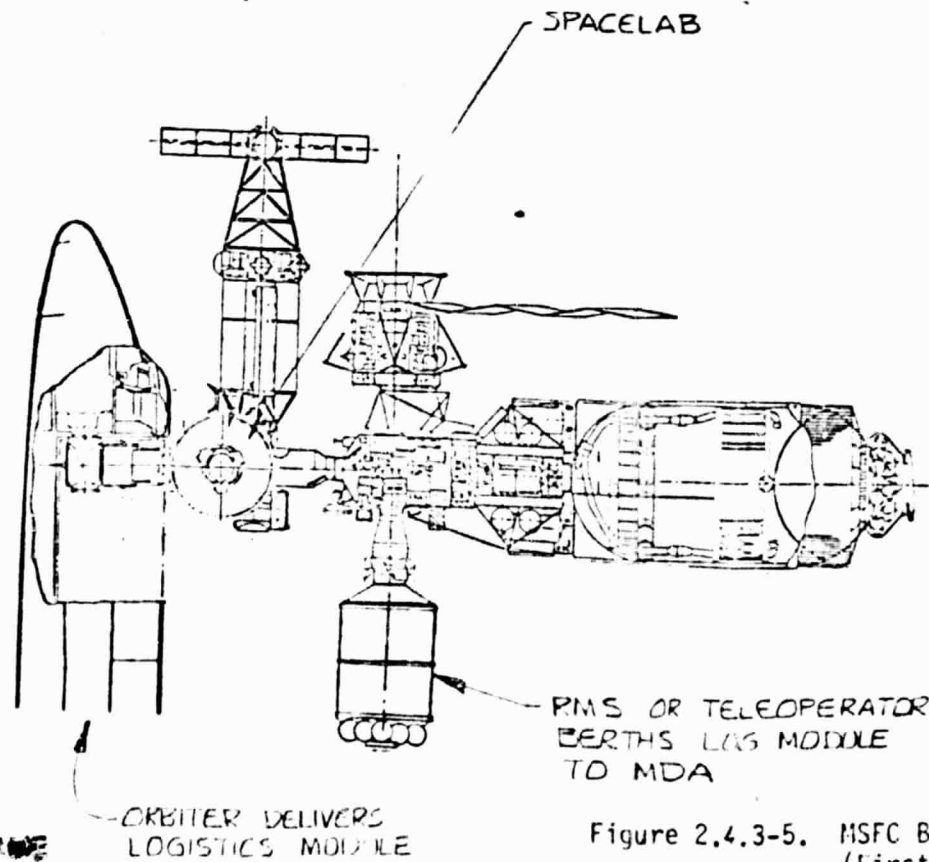 SPACELAB
RMS OR TELEOPERATOR
BERTHS LOG MODULE
TO MDA
ORBITER DELIVERS
LOGISTICS MODULE
Figure 2.4.3-5. MSFC B
(First